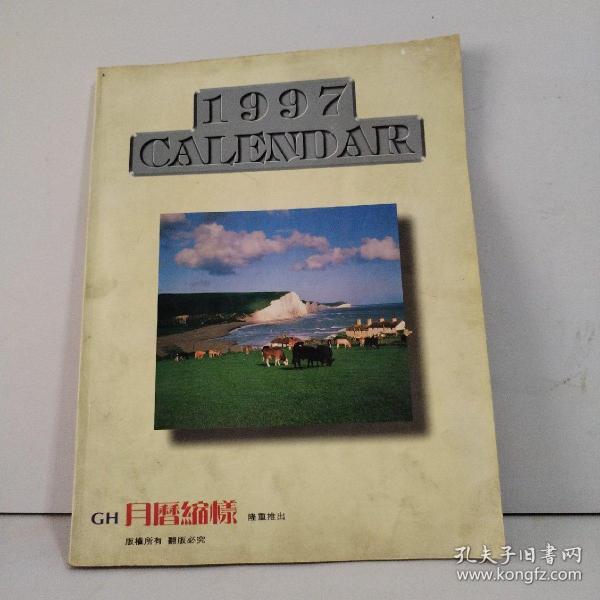 1997
CALENDAR
GH 月曆縮樣 隆重推出
版權所有 翻版必究
孔夫子旧书网
www.kongfz.com